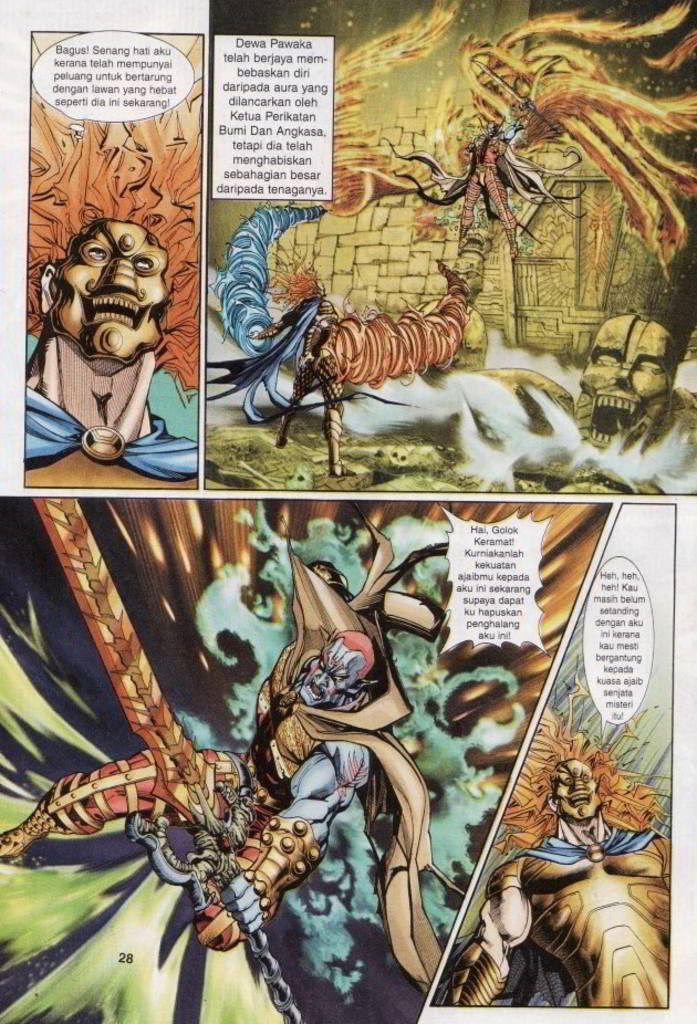 Bagus! Senang hati aku
kerana telah mempunyai
peluang untuk bertarung
dengan lawan yang hebat
seperti dia ini sekarang!
Dewa Pawaka
telah berjaya mem-
bebaskan diri
daripada aura yang
dilancarkan oleh
Ketua Perikatan
Bumi Dan Angkasa,
tetapi dia telah
menghabiskan
sebahagian besar
daripada tenaganya.
Hai, Golok
Keramat!
Kurniakanlah
kekuatan
ajaibmu kepada
aku ini sekarang
supaya dapat
ku hapuskan
penghalang
aku ini!
Heh, heh,
heh! Kau
masih belum
setanding
dengan aku
ini kerana
kau mesti
bergantung
kepada
kuasa ajaib
senjata
misteri
itu!
28